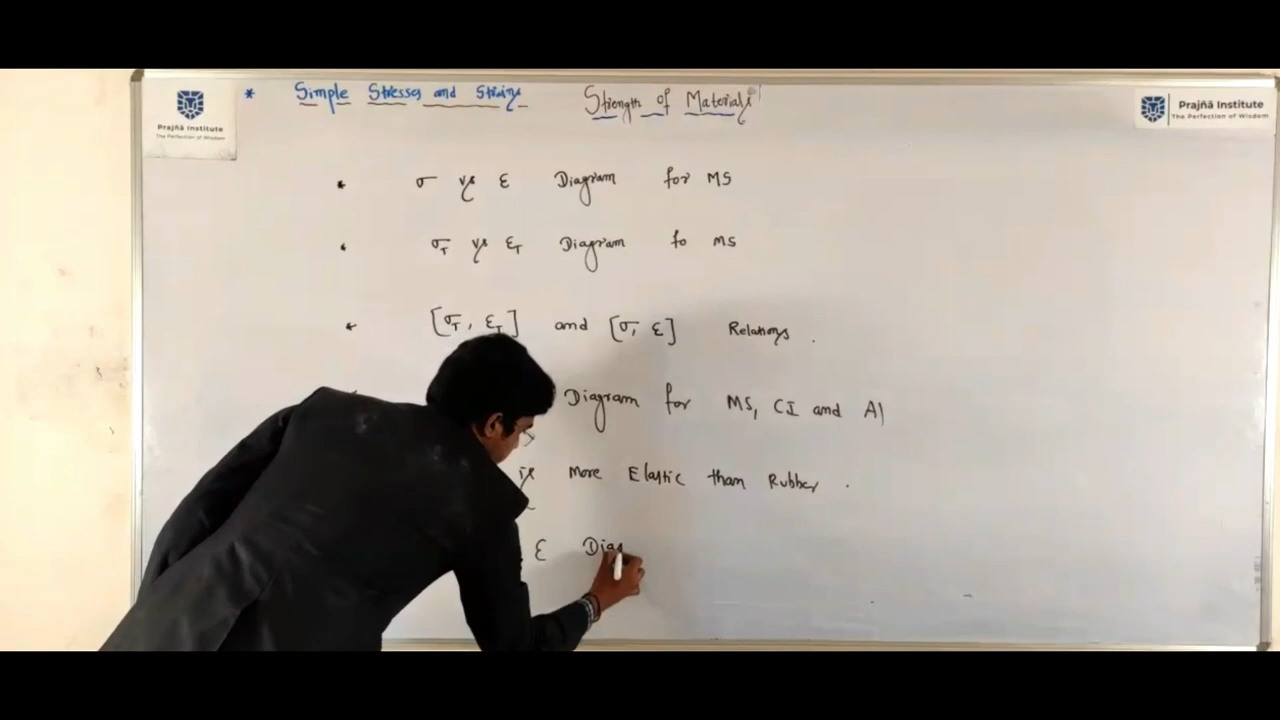 Prajñā Institute
The Perfection of Wisdom
* Simple Stresses and Strains
Strength of Materials
Prajñā Institute
The Perfection of Wisdom
* σ vs ε Diagram for MS
* σT vs εT Diagram fo MS
* [σT, εT] and [σ, ε] Relations .
Diagram for MS, CI and Al
is More Elastic than Rubber .
ε Diag